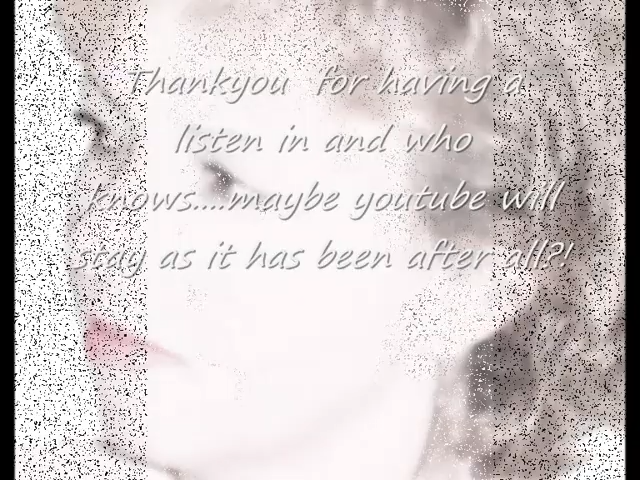 Thankyou for having a
listen in and who
knows....maybe youtube will
stay as it has been after all?!